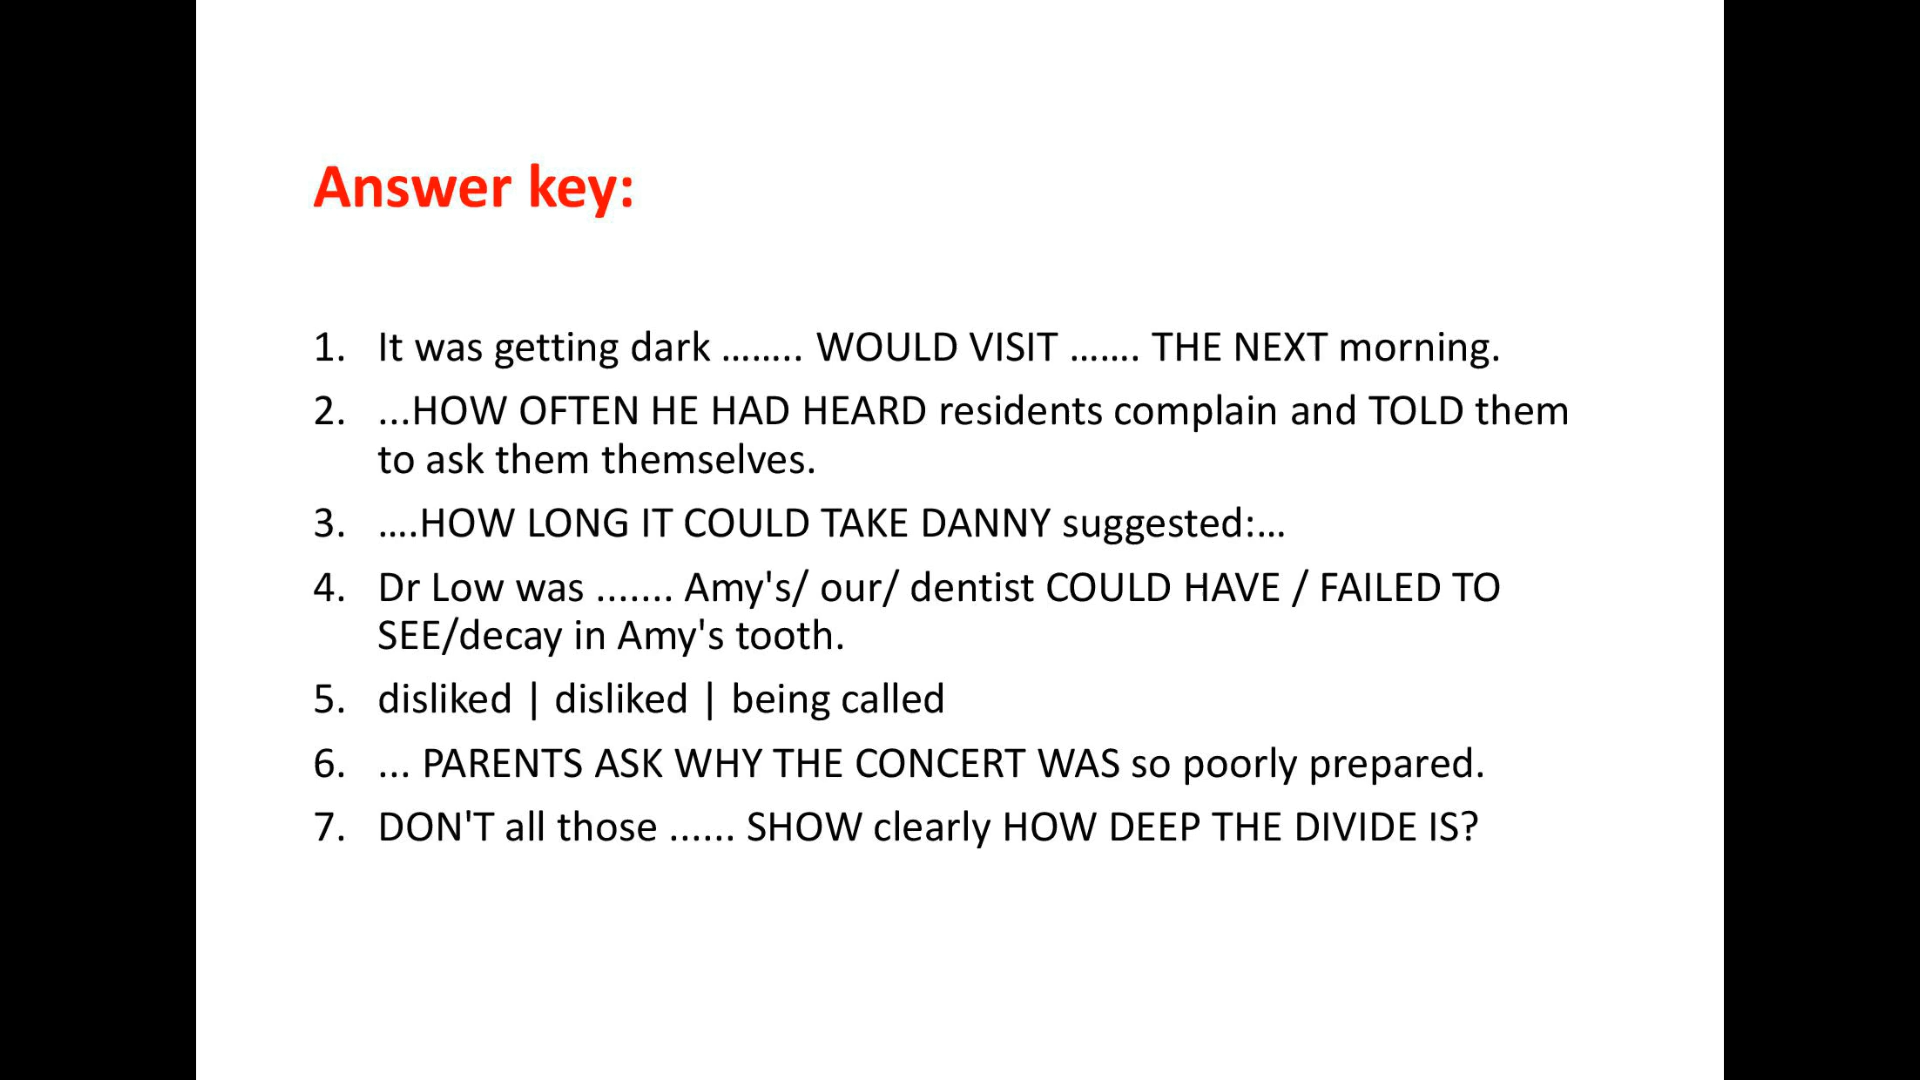 Answer key:
1. It was getting dark ........ WOULD VISIT ....... THE NEXT morning.
2. ...HOW OFTEN HE HAD HEARD residents complain and TOLD them
to ask them themselves.
3. ....HOW LONG IT COULD TAKE DANNY suggested:...
4. Dr Low was ....... Amy's/ our/ dentist COULD HAVE / FAILED TO
SEE/decay in Amy's tooth.
5. disliked | disliked | being called
6. ... PARENTS ASK WHY THE CONCERT WAS so poorly prepared.
7. DON'T all those ...... SHOW clearly HOW DEEP THE DIVIDE IS?